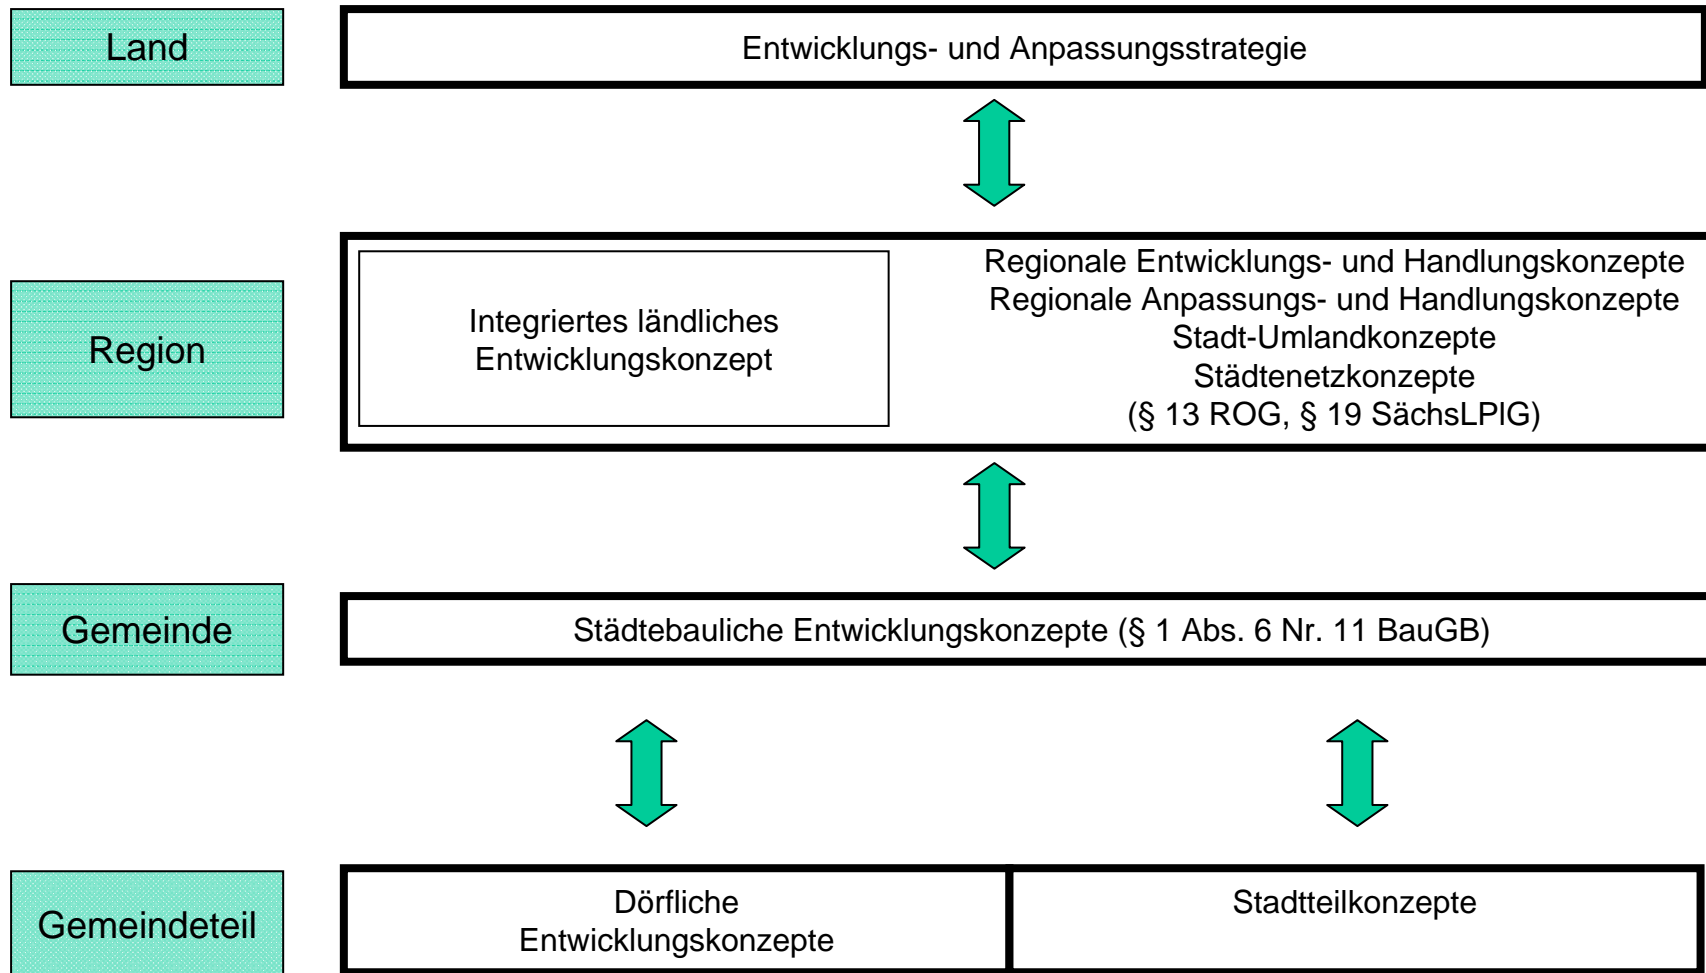 Land
Entwicklungs- und Anpassungsstrategie
Region
Integriertes ländliches
Entwicklungskonzept
Regionale Entwicklungs- und Handlungskonzepte
Regionale Anpassungs- und Handlungskonzepte
Stadt-Umlandkonzepte
Städtenetzkonzepte
(§ 13 ROG, § 19 SächsLPlG)
Gemeinde
Städtebauliche Entwicklungskonzepte (§ 1 Abs. 6 Nr. 11 BauGB)
Gemeindeteil
Dörfliche
Entwicklungskonzepte
Stadtteilkonzepte